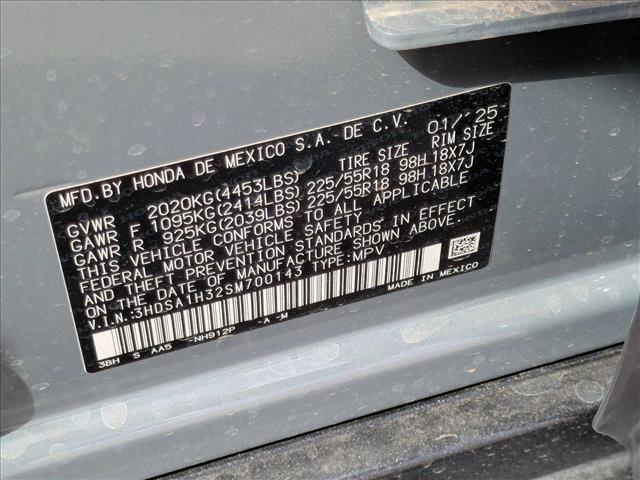 MFD.BY HONDA DE MEXICO S.A. DE C.V. 01/'25
TIRE SIZE RIM SIZE
GVWR 2020KG(4453LBS)
GAWR F 1095KG(2414LBS) 225/55R18 98H 18X7J
GAWR R 925KG(2039LBS) 225/55R18 98H 18X7J
THIS VEHICLE CONFORMS TO ALL APPLICABLE
FEDERAL MOTOR VEHICLE SAFETY
AND THEFT PREVENTION STANDARDS IN EFFECT
ON THE DATE OF MANUFACTURE SHOWN ABOVE.
V.I.N.:3HDSA1H32SM700143 TYPE:MPV
MADE IN MEXICO
3BH S AA5 -NH912P -A -M